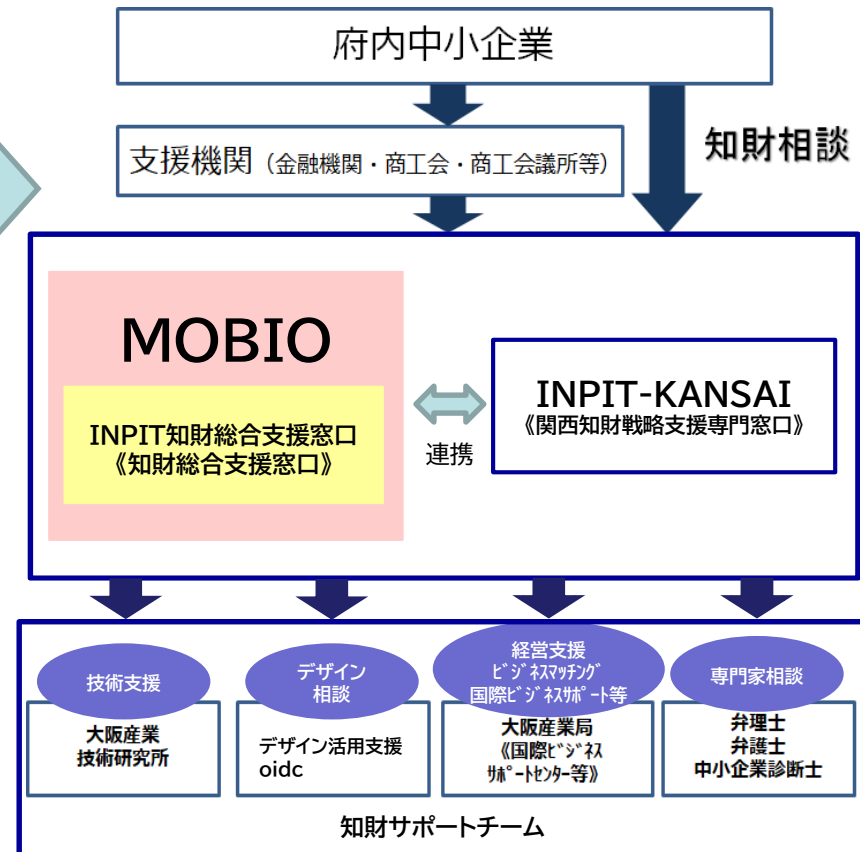 府内中小企業
支援機関（金融機関・商工会・商工会議所等）
知財相談
MOBIO
INPIT知財総合支援窓口
《知財総合支援窓口》
連携
INPIT-KANSAI
《関西知財戦略支援専門窓口》
技術支援
大阪産業
技術研究所
デザイン
相談
デザイン活用支援
oidc
経営支援
ﾋﾞｼﾞﾈｽﾏｯﾁﾝｸﾞ
国際ﾋﾞｼﾞﾈｽｻﾎﾟｰﾄ等
大阪産業局
《国際ﾋﾞｼﾞﾈｽ
ｻﾎﾟｰﾄｾﾝﾀｰ等》
専門家相談
弁理士
弁護士
中小企業診断士
知財サポートチーム